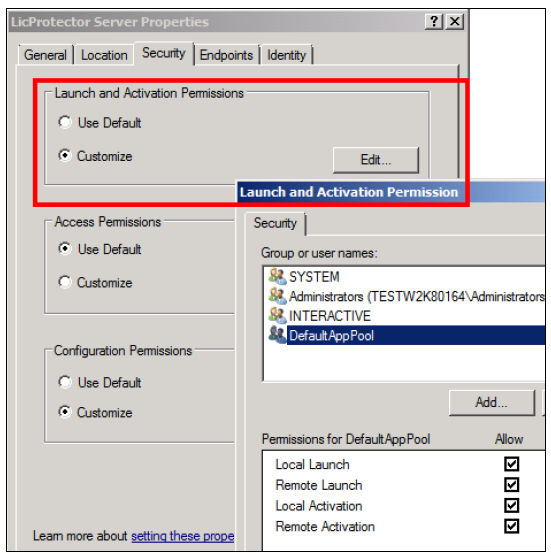 LicProtector Server Properties
General Location Security Endpoints Identity
Launch and Activation Permissions
Use Default
Customize
Edit...
Launch and Activation Permission
Access Permissions
Use Default
Customize
Configuration Permissions
Use Default
Customize
Learn more about setting these prope
Security
Group or user names:
SYSTEM
Administrators (TESTW2K80164\Administrators
INTERACTIVE
DefaultAppPool
Add...
Permissions for DefaultAppPool Allow
Local Launch
Remote Launch
Local Activation
Remote Activation